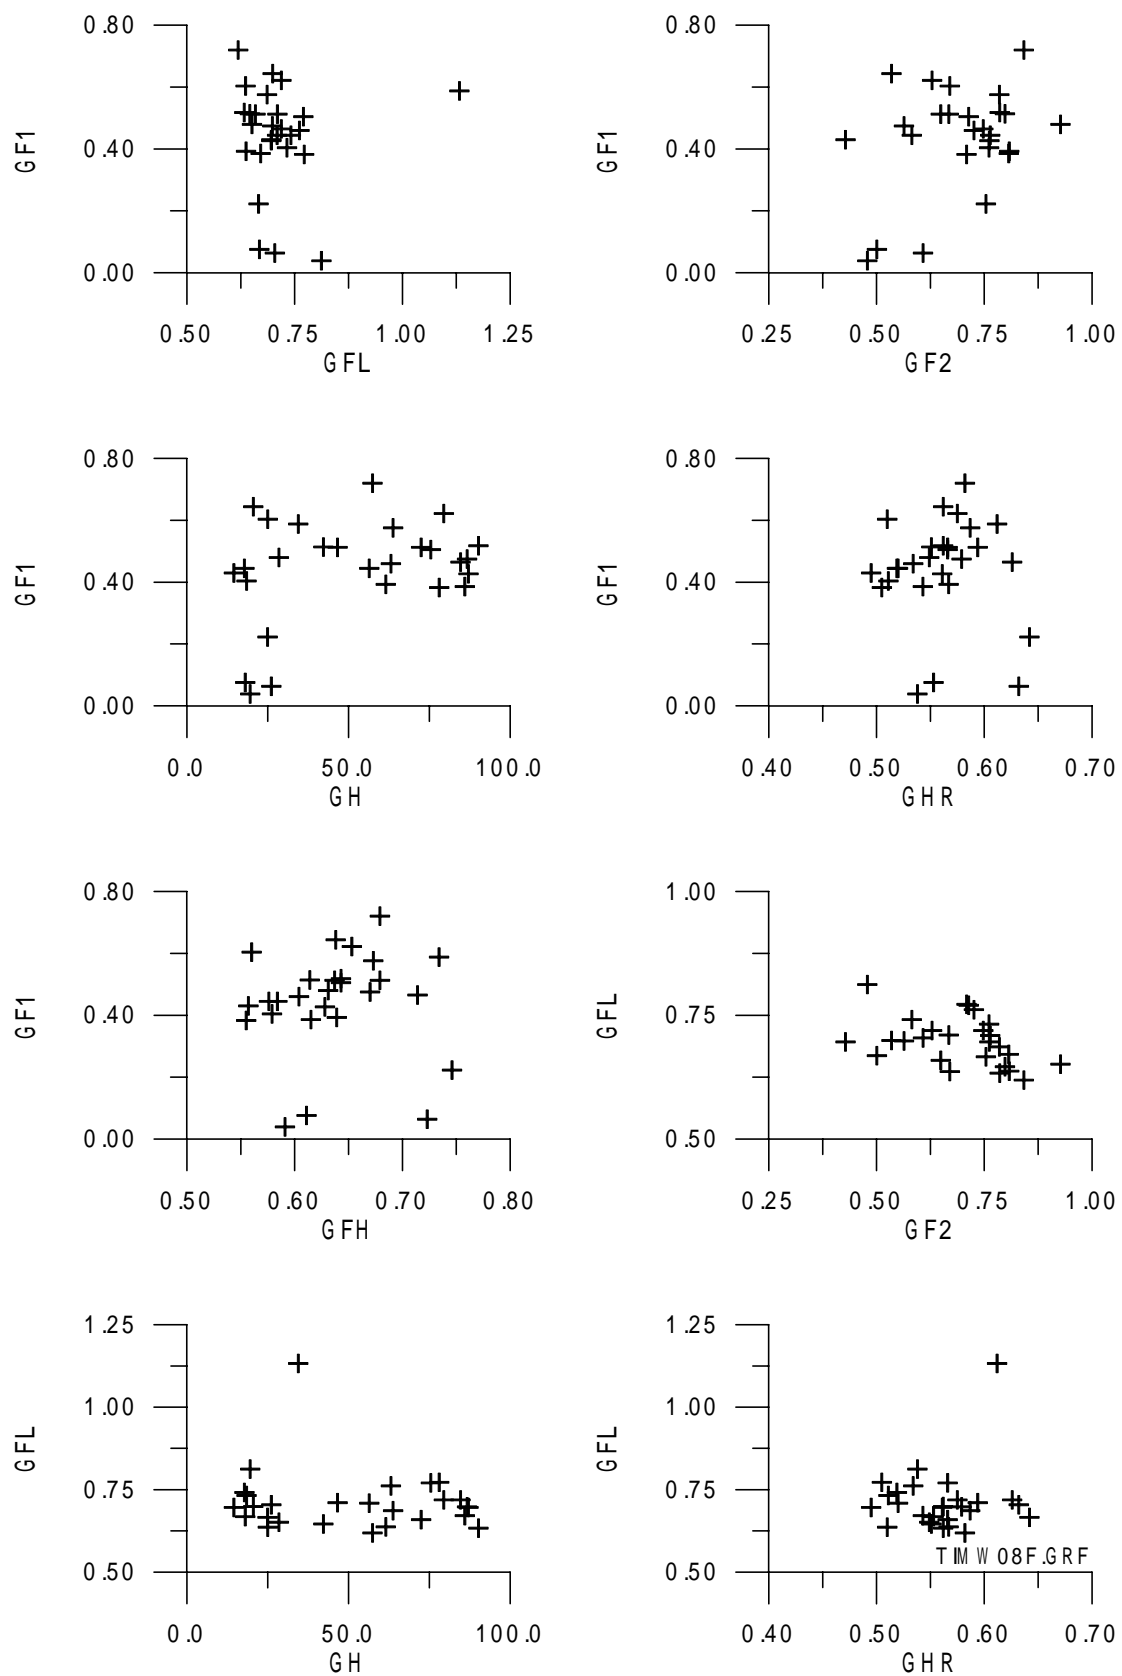 0.80 0.80
GF1 0.40 GF1 0.40
0.00 0.00
0.50 0.75 1.00 1.25 0.25 0.50 0.75 1.00
GFL GF2
0.80 0.80
GF1 0.40 GF1 0.40
0.00 0.00
0.0 50.0 100.0 0.40 0.50 0.60 0.70
GH GHR
0.80 1.00
GF1 0.40 GFL 0.75
0.00 0.50
0.50 0.60 0.70 0.80 0.25 0.50 0.75 1.00
GFH GF2
1.25 1.25
1.00 1.00
GFL GFL
0.75 0.75
TIMW08F.GRF
0.50 0.50
0.0 50.0 100.0 0.40 0.50 0.60 0.70
GH GHR